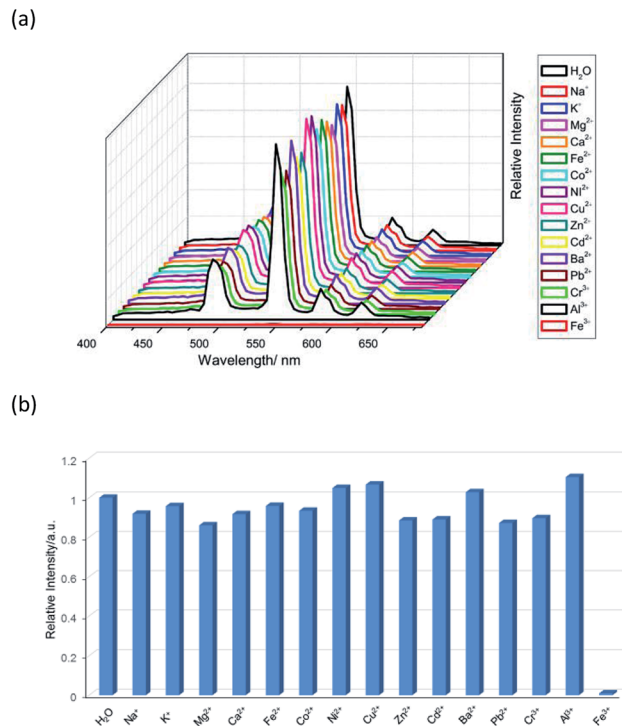 (a)
Relative Intensity
H₂O
Na⁺
K⁺
Mg²⁺
Ca²⁺
Fe²⁺
Co²⁺
Ni²⁺
Cu²⁺
Zn²⁺
Cd²⁺
Ba²⁺
Pb²⁺
Cr³⁺
Al³⁺
Fe³⁺
400 450 500 550 600 650
Wavelength/ nm
(b)
Relative Intensity/a.u.
1.2
1
0.8
0.6
0.4
0.2
0
H₂O Na⁺ K⁺ Mg²⁺ Ca²⁺ Fe²⁺ Co²⁺ Ni²⁺ Cu²⁺ Zn²⁺ Cd²⁺ Ba²⁺ Pb²⁺ Cr³⁺ Al³⁺ Fe³⁺